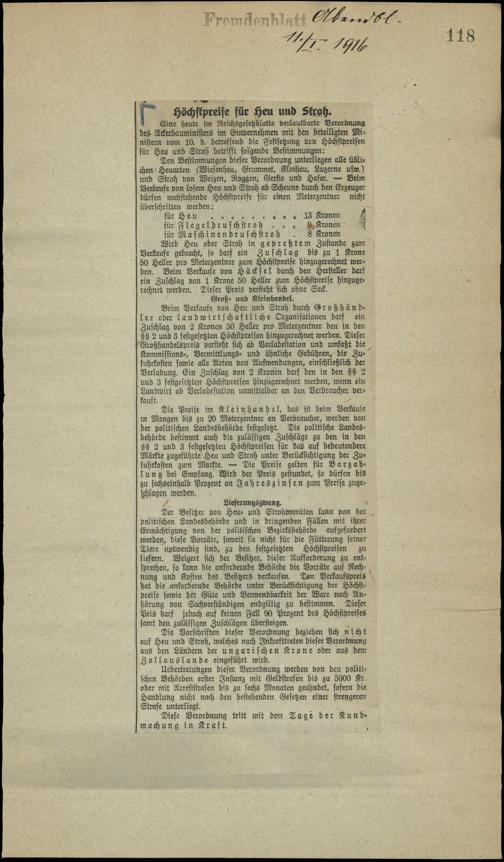 Fremdenblatt Abendbl.
11./I. 1916
118
Höchstpreise für Heu und Stroh.
Eine heute im Reichsgesetzblatte verlautbarte Verordnung
des Ackerbauministers im Einvernehmen mit den beteiligten Mi-
nistern vom 10. d. betreffend die Festsetzung von Höchstpreisen
für Heu und Stroh betrifft folgende Bestimmungen:
Den Bestimmungen dieser Verordnung unterliegen alle übli-
chen Heuarten (Wiesenheu, Grummet, Kleeheu, Luzerne usw.)
und Stroh von Weizen, Roggen, Gerste und Hafer. — Beim
Verkaufe von losem Heu und Stroh ab Scheune durch den Erzeuger
dürfen nachstehende Höchstpreise für einen Meterzentner nicht
überschritten werden:
für Heu . . . . . . . . . 13 Kronen
für Flegeldruschstroh . . . 9 Kronen
für Maschinendruschstroh . 8 Kronen
Wird Heu oder Stroh in gepreßtem Zustande zum
Verkaufe gebracht, so darf ein Zuschlag bis zu 1 Krone
50 Heller pro Meterzentner zum Höchstpreise hinzugerechnet wer-
den. Beim Verkaufe von Häcksel durch den Hersteller darf
ein Zuschlag von 1 Krone 50 Heller zum Höchstpreise hinzuge-
rechnet werden. Dieser Preis versteht sich ohne Sack.
Groß- und Kleinhandel.
Beim Verkaufe von Heu und Stroh durch Großhänd-
ler oder landwirtschaftliche Organisationen darf ein
Zuschlag von 2 Kronen 50 Heller pro Meterzentner den in den
§§ 2 und 3 festgesetzten Höchstpreisen hinzugerechnet werden. Dieser
Großhandelspreis versteht sich ab Verladestation und umfaßt die
Kommissions-, Vermittlungs- und ähnliche Gebühren, die Zu-
fuhrkosten sowie alle Arten von Aufwendungen, einschließlich der
Verladung. Ein Zuschlag von 2 Kronen darf den in den §§ 2
und 3 festgesetzten Höchstpreisen hinzugerechnet werden, wenn ein
Landwirt ab Verladestation unmittelbar an den Verbraucher ver-
kauft.
Die Preise im Kleinhandel, das ist beim Verkaufe
in Mengen bis zu 20 Meterzentner an Verbraucher, werden von
der politischen Landesbehörde festgesetzt. Die politische Landes-
behörde bestimmt auch die zulässigen Zuschläge zu den in den
§§ 2 und 3 festgesetzten Höchstpreisen für das auf bedeutendere
Märkte zugeführte Heu und Stroh unter Berücksichtigung der Zu-
fuhrkosten zum Markte. — Die Preise gelten für Barzah-
lung bei Empfang. Wird der Preis gestundet, so dürfen bis
zu sechseinhalb Prozent an Jahreszinsen zum Preise zuge-
schlagen werden.
Lieferungszwang.
Der Besitzer von Heu- und Strohvorräten kann von der
politischen Landesbehörde und in dringenden Fällen mit ihrer
Ermächtigung von der politischen Bezirksbehörde aufgefordert
werden, diese Vorräte, soweit sie nicht für die Fütterung seiner
Tiere notwendig sind, zu den festgesetzten Höchstpreisen zu
liefern. Weigert sich der Besitzer, dieser Aufforderung zu ent-
sprechen, so kann die anfordernde Behörde die Vorräte auf Rech-
nung und Kosten des Besitzers verkaufen. Den Verkaufspreis
hat die anfordernde Behörde unter Berücksichtigung der Höchst-
preise sowie der Güte und Verwendbarkeit der Ware nach An-
hörung von Sachverständigen endgiltig zu bestimmen. Dieser
Preis darf jedoch auf keinen Fall 90 Prozent des Höchstpreises
samt den zulässigen Zuschlägen übersteigen.
Die Vorschriften dieser Verordnung beziehen sich nicht
auf Heu und Stroh, welches nach Inkrafttreten dieser Verordnung
aus den Ländern der ungarischen Krone oder aus dem
Zollauslande eingeführt wird.
Uebertretungen dieser Verordnung werden von den politi-
schen Behörden erster Instanz mit Geldstrafen bis zu 5000 Kr.
oder mit Arreststrafen bis zu sechs Monaten geahndet, sofern die
Handlung nicht nach den bestehenden Gesetzen einer strengeren
Strafe unterliegt.
Diese Verordnung tritt mit dem Tage der Kund-
machung in Kraft.